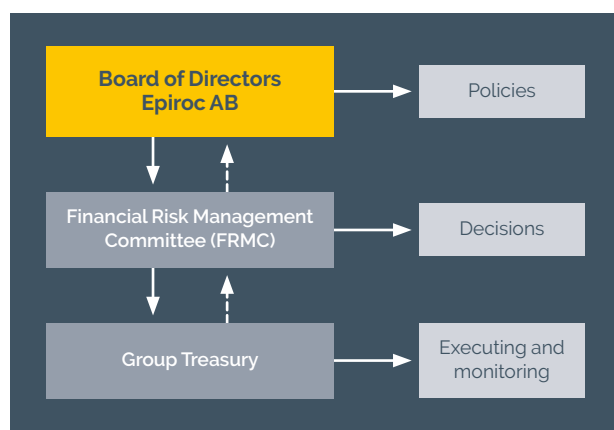 Board of Directors
Epiroc AB
Policies
Financial Risk Management
Committee (FRMC)
Decisions
Group Treasury
Executing and
monitoring